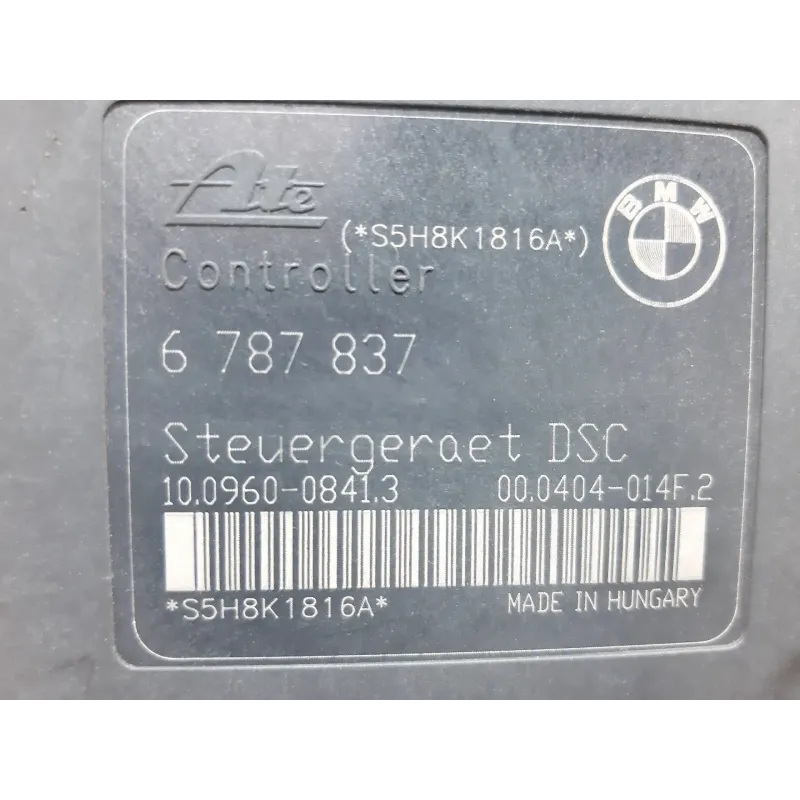 Ate
(*S5H8K1816A*)
BMW
Controller
6 787 837
Steuergeraet DSC
10.0960-0841.3 00.0404-014F.2
*S5H8K1816A* MADE IN HUNGARY